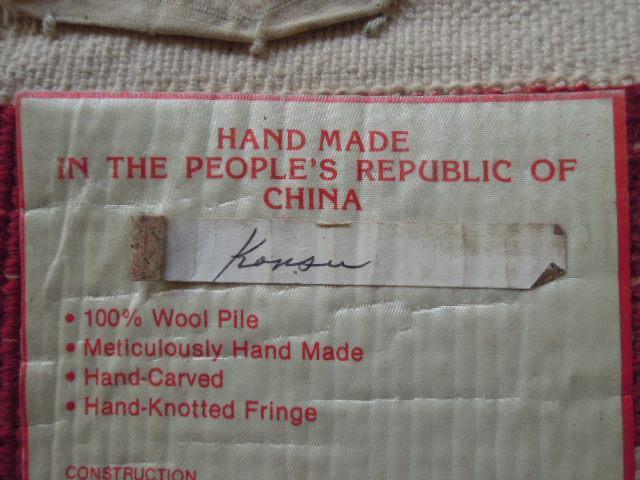 HAND MADE
IN THE PEOPLE'S REPUBLIC OF
CHINA
Konsu
• 100% Wool Pile
• Meticulously Hand Made
• Hand-Carved
• Hand-Knotted Fringe
CONSTRUCTION